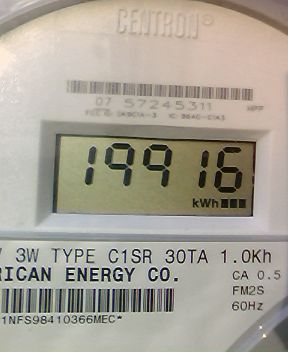 CENTRON®
07 57245311
19916
kWh
3W TYPE C1SR 30TA 1.0Kh
RICAN ENERGY CO.
CA 0.5
FM2S
60Hz
1NFS98410366MEC*